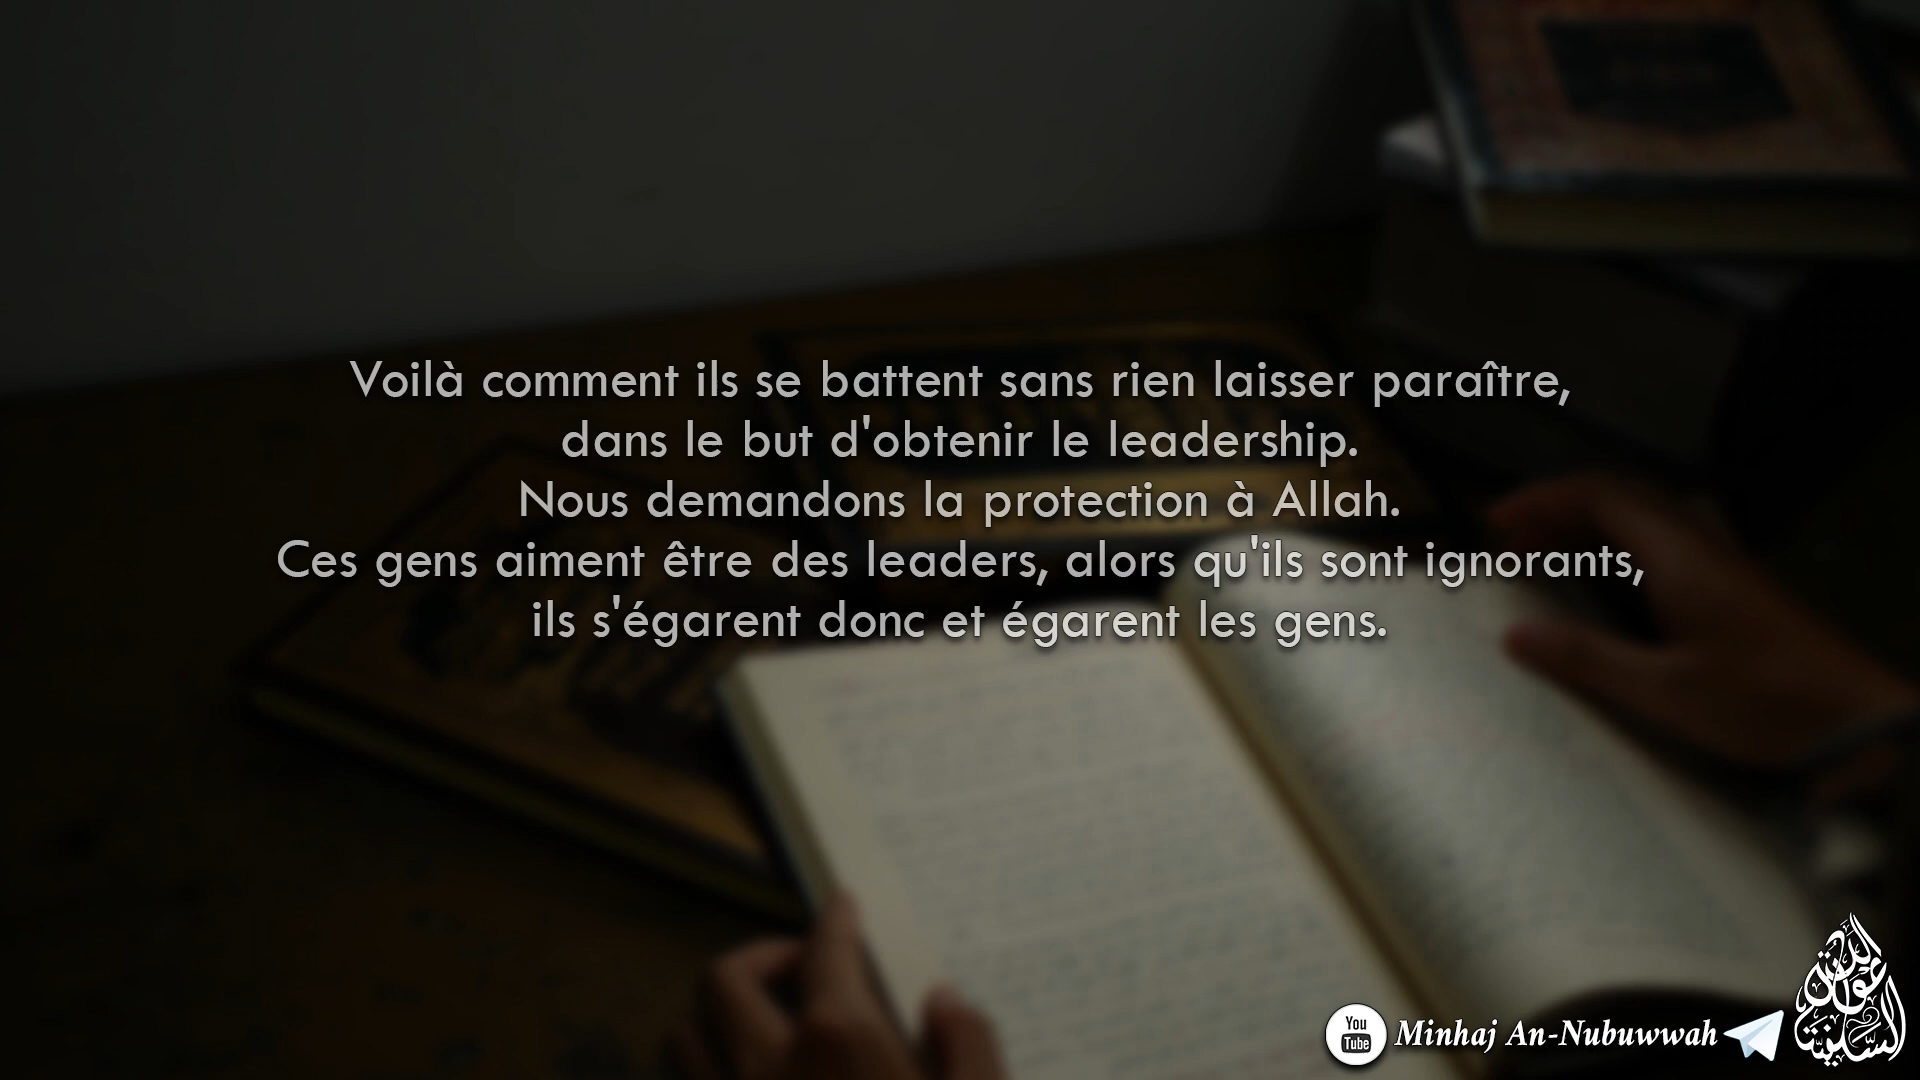 Voilà comment ils se battent sans rien laisser paraître,
dans le but d'obtenir le leadership.
Nous demandons la protection à Allah.
Ces gens aiment être des leaders, alors qu'ils sont ignorants,
ils s'égarent donc et égarent les gens.
You
Tube
Minhaj An-Nubuwwah